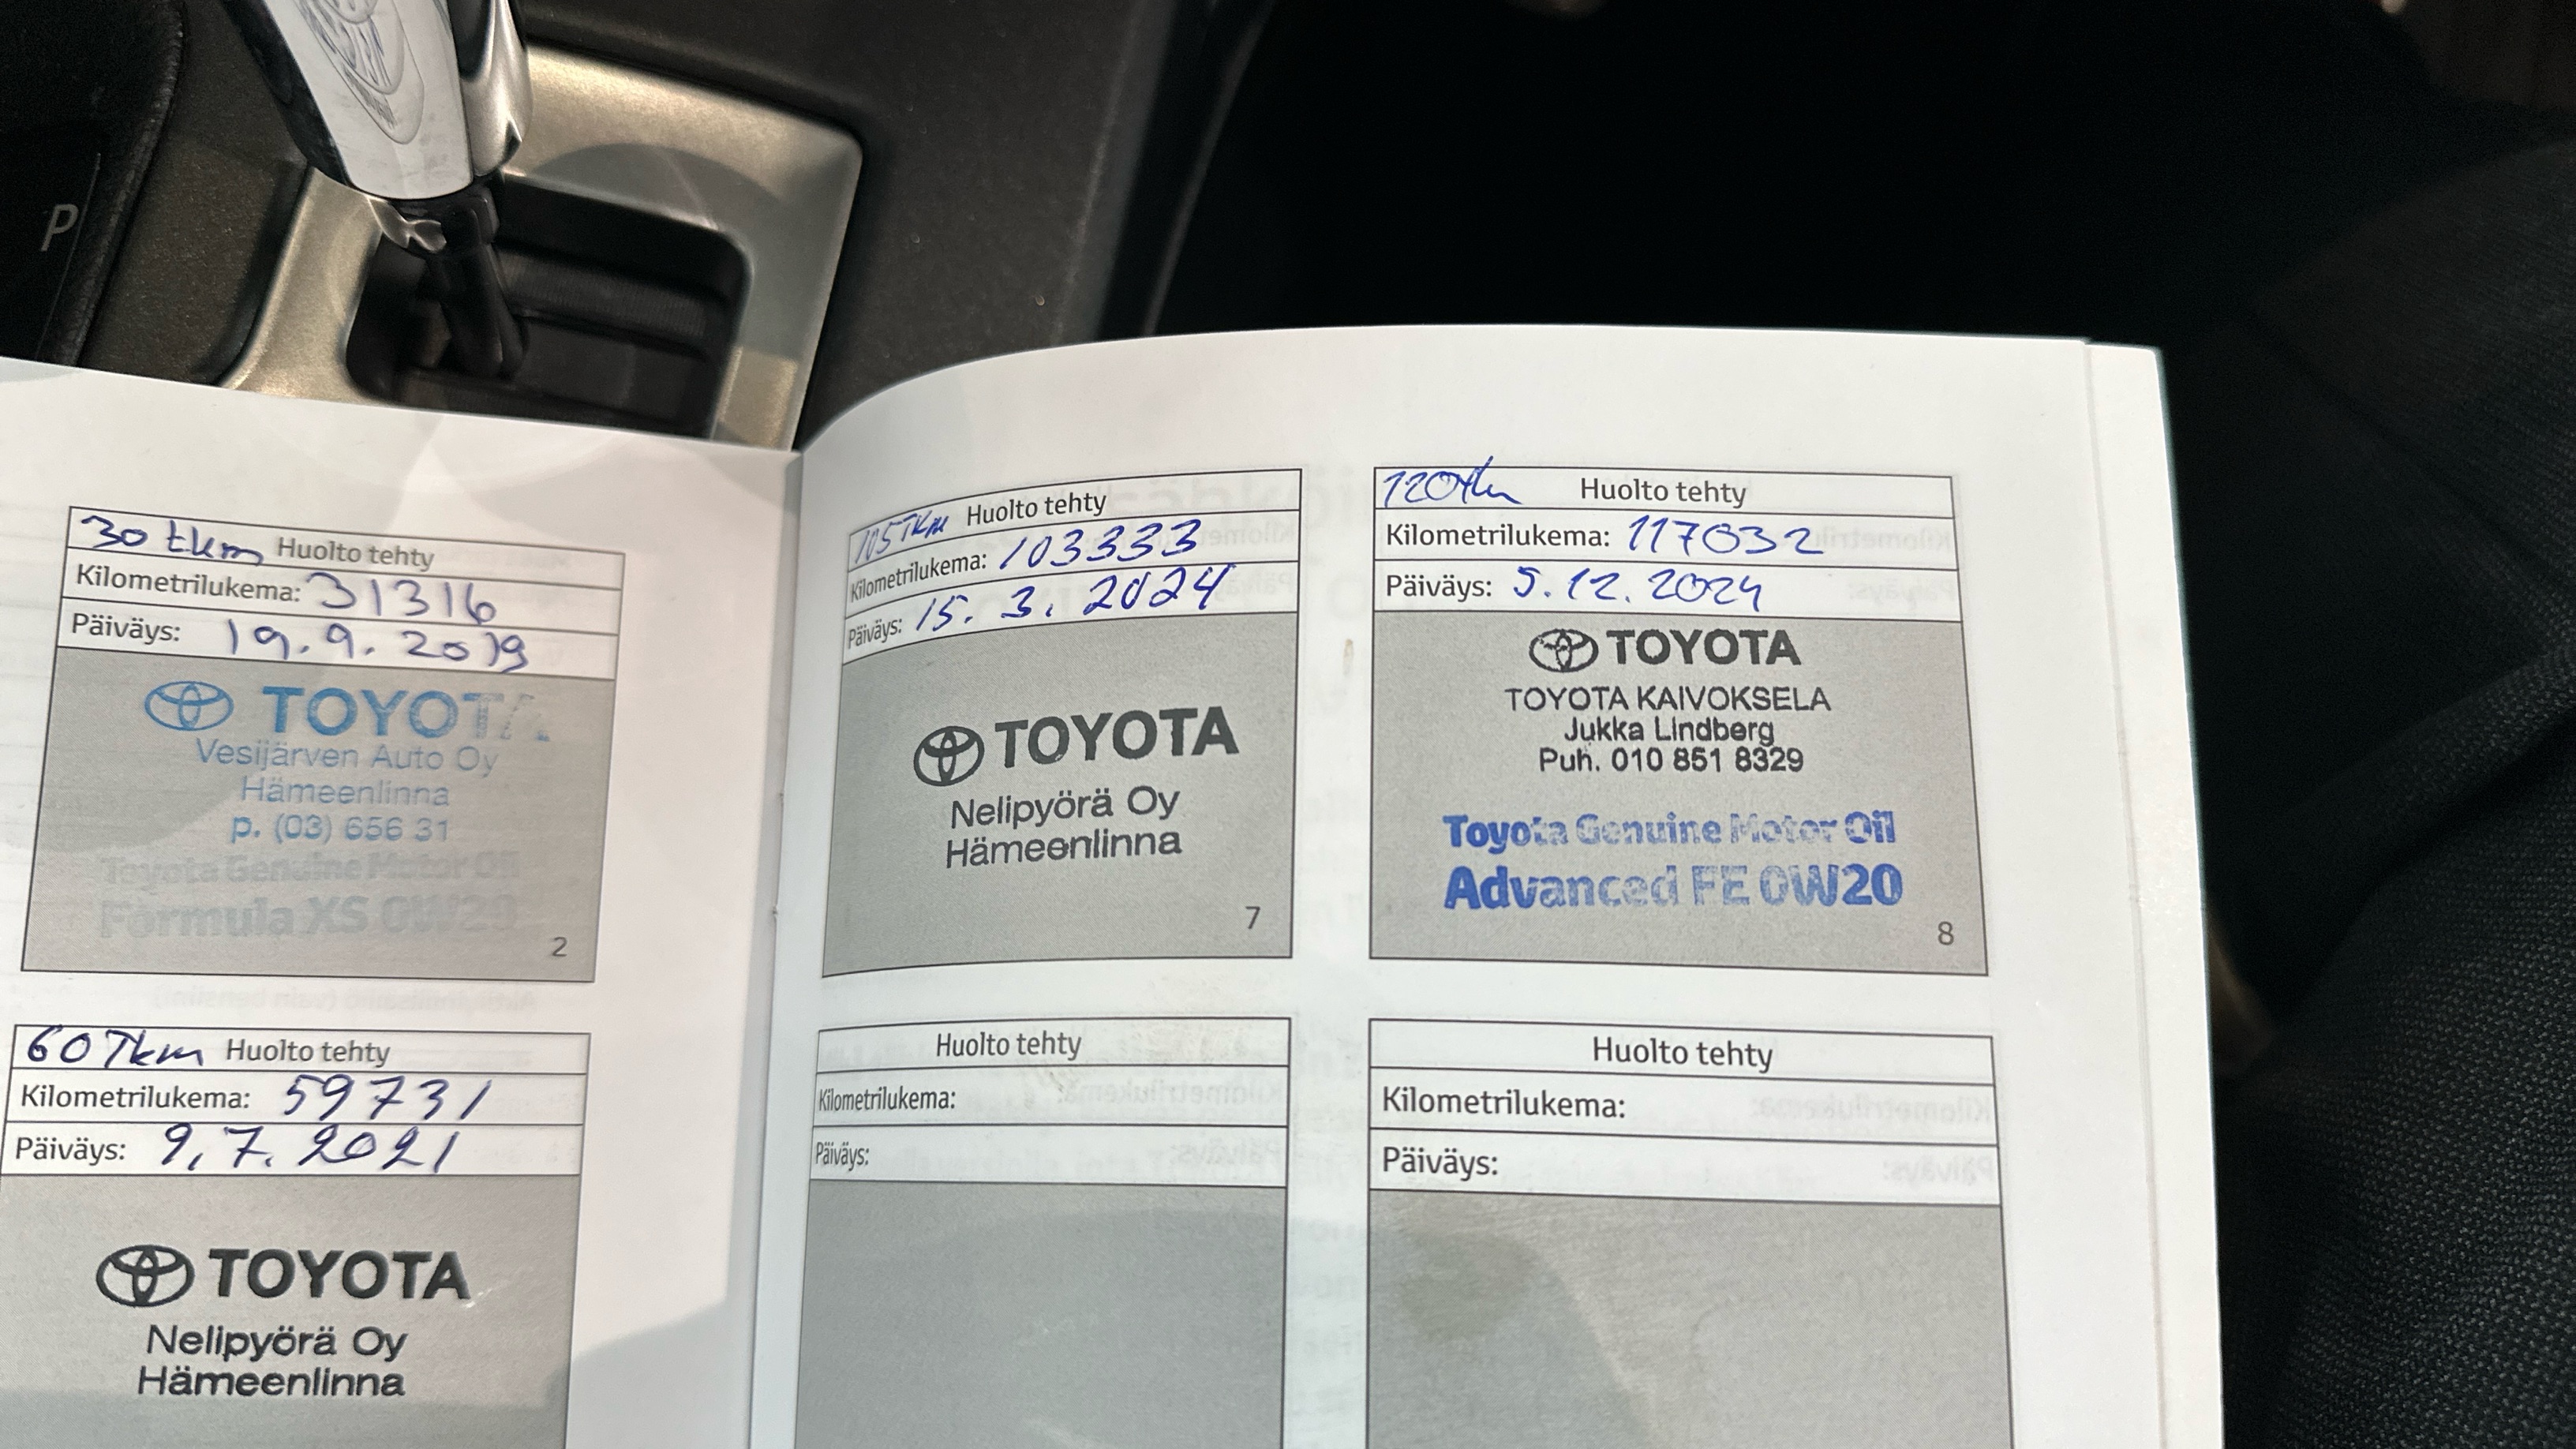 P
30 tkm Huolto tehty
Kilometrilukema: 31316
Päiväys: 19.9.2019
TOYOTA
Vesijärven Auto Oy
Hämeenlinna
p. (03) 656 31
Toyota Genuine Motor Oil
Formula XS 0W20
2
60 Tkm Huolto tehty
Kilometrilukema: 59731
Päiväys: 9.7.2021
TOYOTA
Nelipyörä Oy
Hämeenlinna
105 Tkm Huolto tehty
Kilometrilukema: 103333
Päiväys: 15.3.2024
TOYOTA
Nelipyörä Oy
Hämeenlinna
7
120tkm Huolto tehty
Kilometrilukema: 117032
Päiväys: 5.12.2024
TOYOTA
TOYOTA KAIVOKSELA
Jukka Lindberg
Puh. 010 851 8329
Toyota Genuine Motor Oil
Advanced FE 0W20
8
Huolto tehty
Kilometrilukema:
Päiväys:
Huolto tehty
Kilometrilukema:
Päiväys: